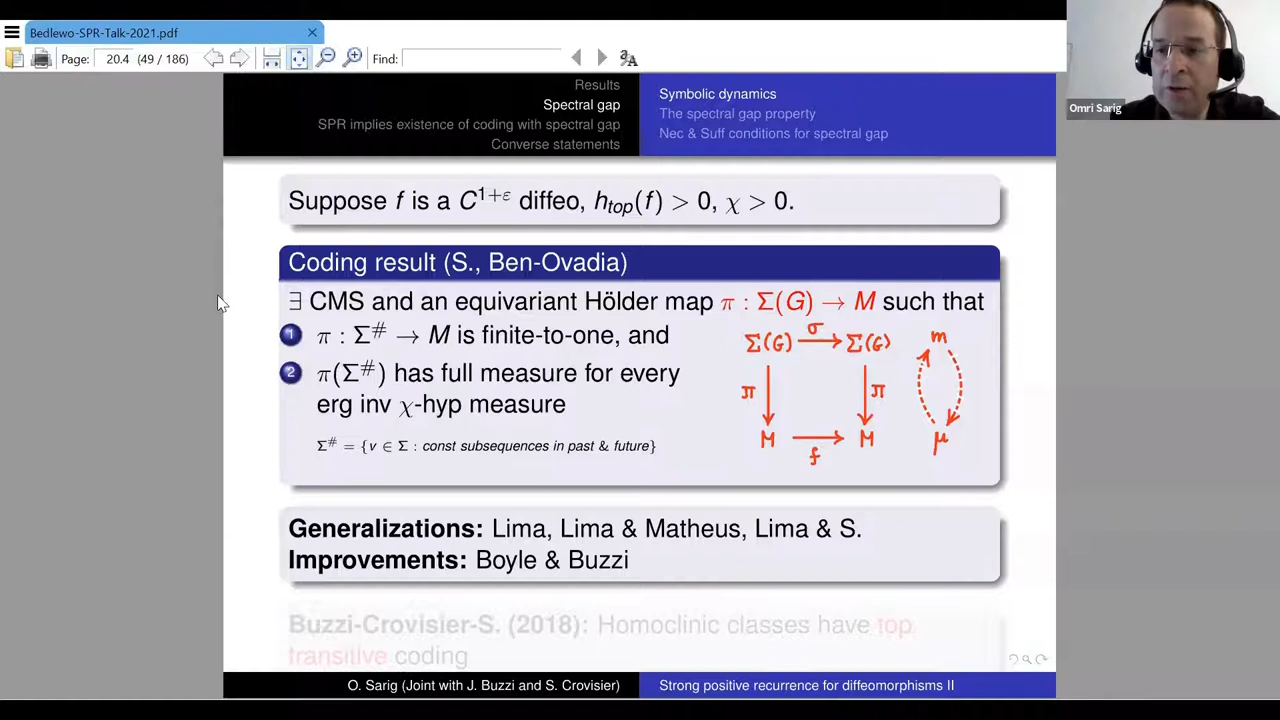 Bedlewo-SPR-Talk-2021.pdf
Page: 20.4 (49 / 186) Find:
Omri Sarig
Results
Spectral gap
SPR implies existence of coding with spectral gap
Converse statements
Symbolic dynamics
The spectral gap property
Nec & Suff conditions for spectral gap
Suppose f is a C^{1+ε} diffeo, h_{top}(f) > 0, χ > 0.
Coding result (S., Ben-Ovadia)
∃ CMS and an equivariant Hölder map π : Σ(G) → M such that
1 π : Σ^# → M is finite-to-one, and
2 π(Σ^#) has full measure for every
erg inv χ-hyp measure
Σ^# = {v ∈ Σ : const subsequences in past & future}
Σ(G) σ→ Σ(G) m
π π
M f→ M μ
Generalizations: Lima, Lima & Matheus, Lima & S.
Improvements: Boyle & Buzzi
Buzzi-Crovisier-S. (2018): Homoclinic classes have top
transitive coding
O. Sarig (Joint with J. Buzzi and S. Crovisier)
Strong positive recurrence for diffeomorphisms II